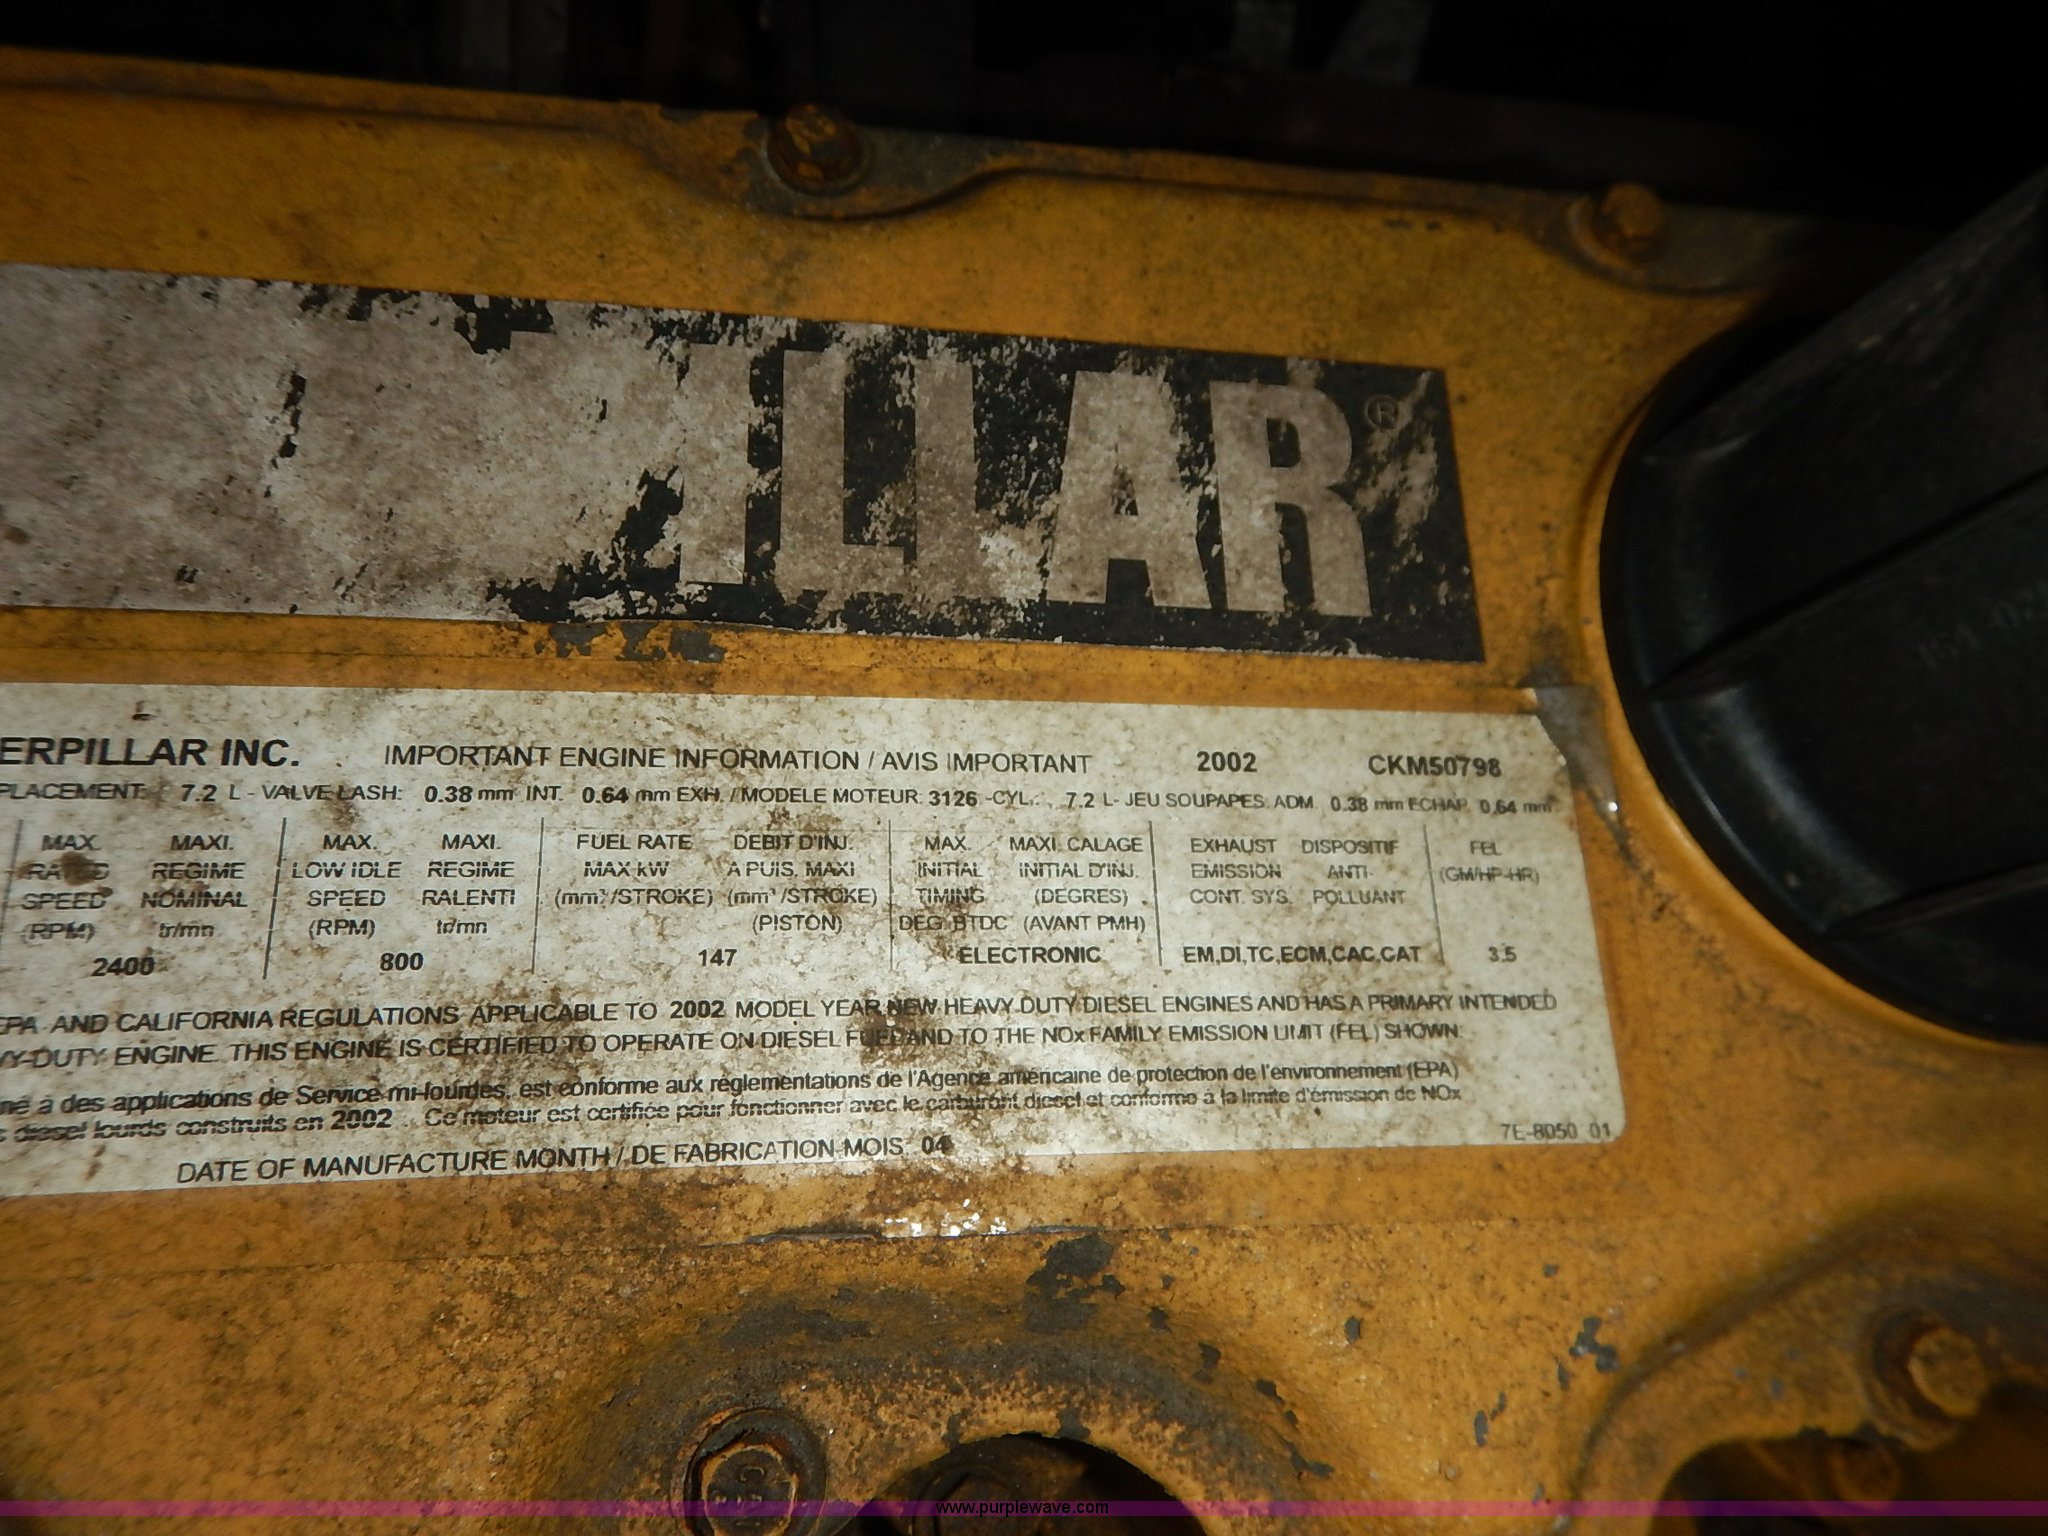 LLAR®
ERPILLAR INC. IMPORTANT ENGINE INFORMATION / AVIS IMPORTANT 2002 CKM50798
PLACEMENT: 7.2 L - VALVE LASH: 0.38 mm INT. 0.64 mm EXH. / MODELE MOTEUR: 3126 -CYL.: 7.2 L- JEU SOUPAPES: ADM. 0.38 mm ECHAP. 0.64 mm
MAX. MAXI. MAX. MAXI. FUEL RATE DEBIT D'INJ. MAX. MAXI. CALAGE EXHAUST DISPOSITIF FEL
RATED REGIME LOW IDLE REGIME MAX kW A PUIS. MAXI INITIAL INITIAL D'INJ. EMISSION ANTI- (GM/HP-HR)
SPEED NOMINAL SPEED RALENTI (mm³/STROKE) (mm³/STROKE) TIMING (DEGRES) CONT. SYS. POLLUANT
(RPM) tr/mn (RPM) tr/mn (PISTON) DEG. BTDC (AVANT PMH)
2400 800 147 ELECTRONIC EM,DI,TC,ECM,CAC,CAT 3.5
EPA AND CALIFORNIA REGULATIONS APPLICABLE TO 2002 MODEL YEAR NEW HEAVY DUTY DIESEL ENGINES AND HAS A PRIMARY INTENDED
VY-DUTY ENGINE. THIS ENGINE IS CERTIFIED TO OPERATE ON DIESEL FUEL AND TO THE NOx FAMILY EMISSION LIMIT (FEL) SHOWN
né à des applications de Service mi-lourdes, est conforme aux réglementations de l'Agence américaine de protection de l'environnement (EPA)
s diesel lourds construits en 2002 . Ce moteur est certifiée pour fonctionner avec le carburant diesel et conforme à la limite d'émission de NOx
7E-8050 01
DATE OF MANUFACTURE MONTH / DE FABRICATION MOIS 04
www.purplewave.com